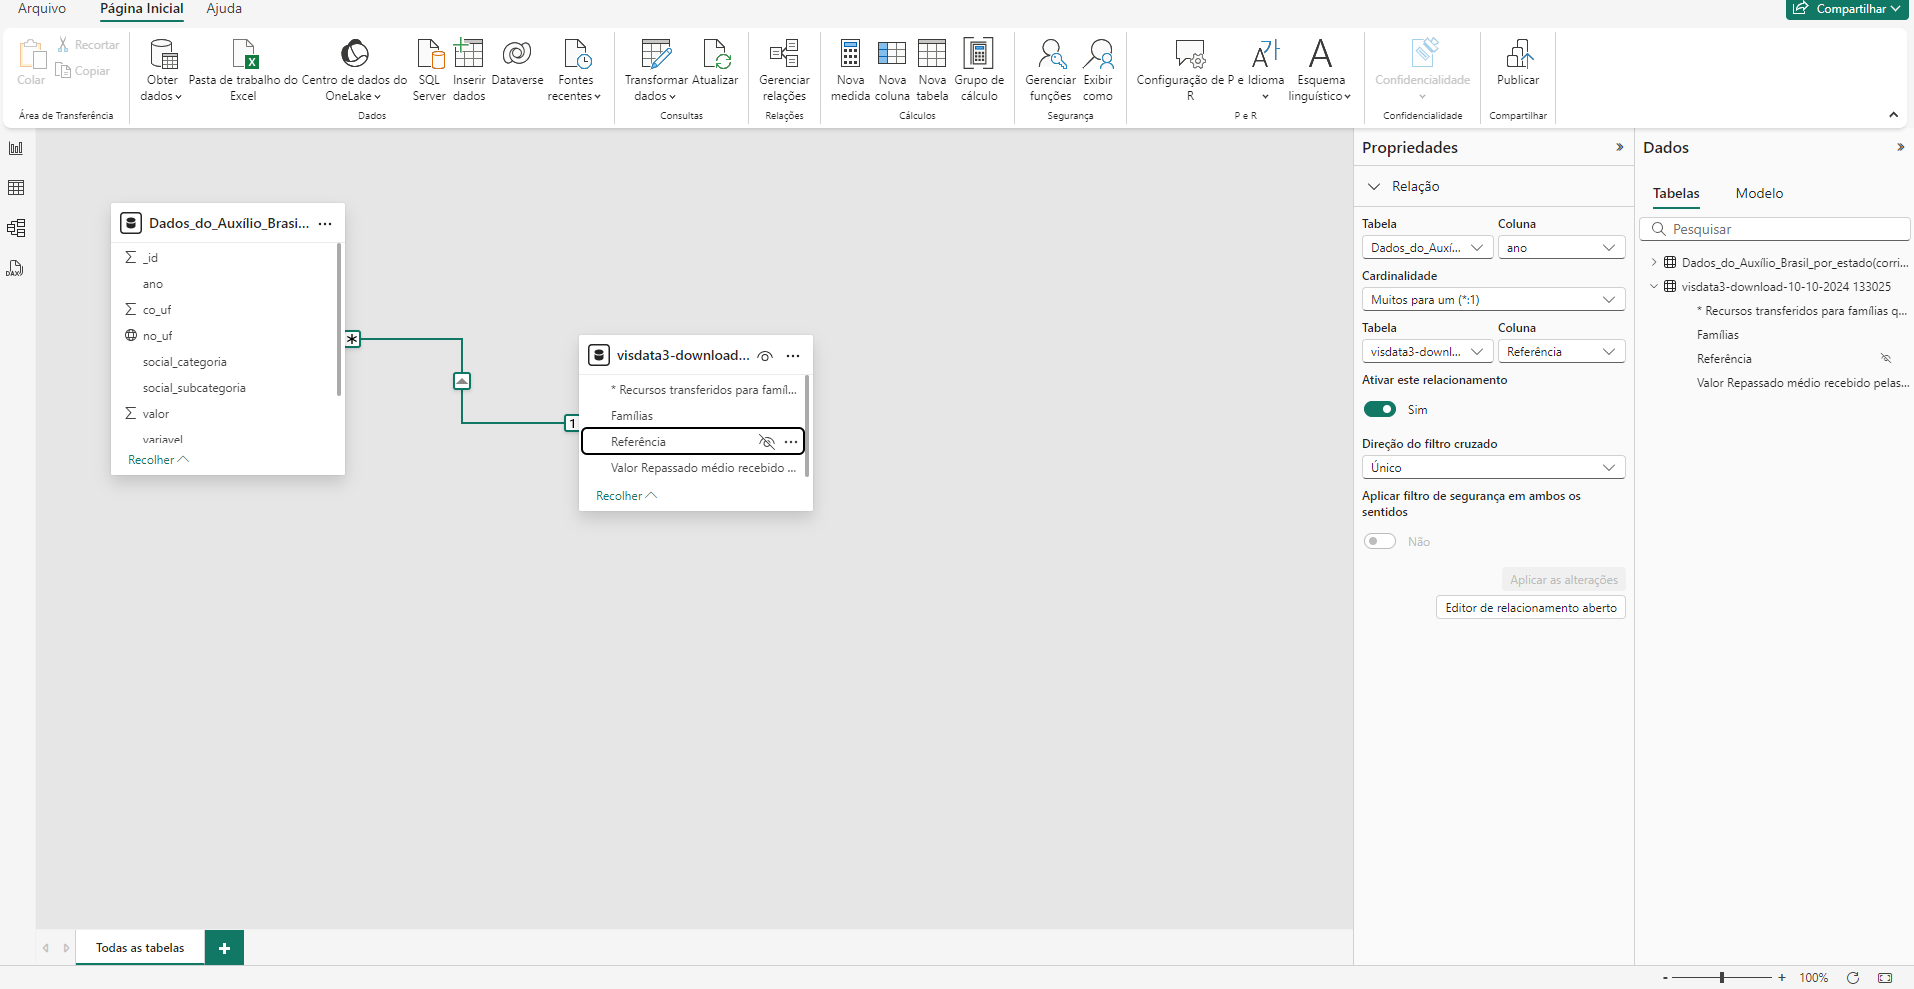 Arquivo
Página Inicial
Ajuda
Compartilhar
Colar
Recortar
Copiar
Área de Transferência
Obter
dados
Pasta de trabalho do
Excel
Centro de dados do
OneLake
SQL
Server
Inserir
dados
Dataverse
Fontes
recentes
Dados
Transformar
dados
Atualizar
Consultas
Gerenciar
relações
Relações
Nova
medida
Nova
coluna
Nova
tabela
Grupo de
cálculo
Cálculos
Gerenciar
funções
Exibir
como
Segurança
Configuração de P e
R
Idioma
Esquema
linguístico
P e R
Confidencialidade
Confidencialidade
Publicar
Compartilhar
DAX
Dados_do_Auxílio_Brasi...
_id
ano
co_uf
no_uf
social_categoria
social_subcategoria
valor
variavel
Recolher
*
1
visdata3-download...
* Recursos transferidos para famíl...
Famílias
Referência
Valor Repassado médio recebido ...
Recolher
Propriedades
Relação
Tabela
Coluna
Dados_do_Auxí...
ano
Cardinalidade
Muitos para um (*:1)
Tabela
Coluna
visdata3-downl...
Referência
Ativar este relacionamento
Sim
Direção do filtro cruzado
Único
Aplicar filtro de segurança em ambos os
sentidos
Não
Aplicar as alterações
Editor de relacionamento aberto
Dados
Tabelas
Modelo
Pesquisar
Dados_do_Auxílio_Brasil_por_estado(corri...
visdata3-download-10-10-2024 133025
* Recursos transferidos para famílias q...
Famílias
Referência
Valor Repassado médio recebido pelas...
Todas as tabelas
+
- + 100%